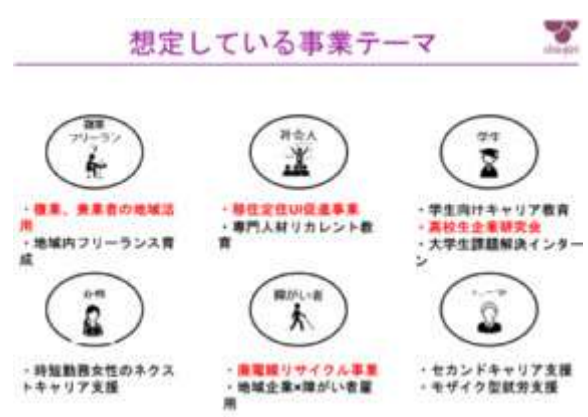 想定している事業テーマ
複業
フリーランス
・複業、兼業者の地域活
用
・地域内フリーランス育
成
社会人
・移住定住UI促進事業
・専門人材リカレント教
育
学生
・学生向けキャリア教育
・高校生企業研究会
・大学生課題解決インター
ン
女性
・時短勤務女性のネクス
トキャリア支援
障がい者
・廃電線リサイクル事業
・地域企業×障がい者雇
用
・セカンドキャリア支援
・モザイク型就労支援